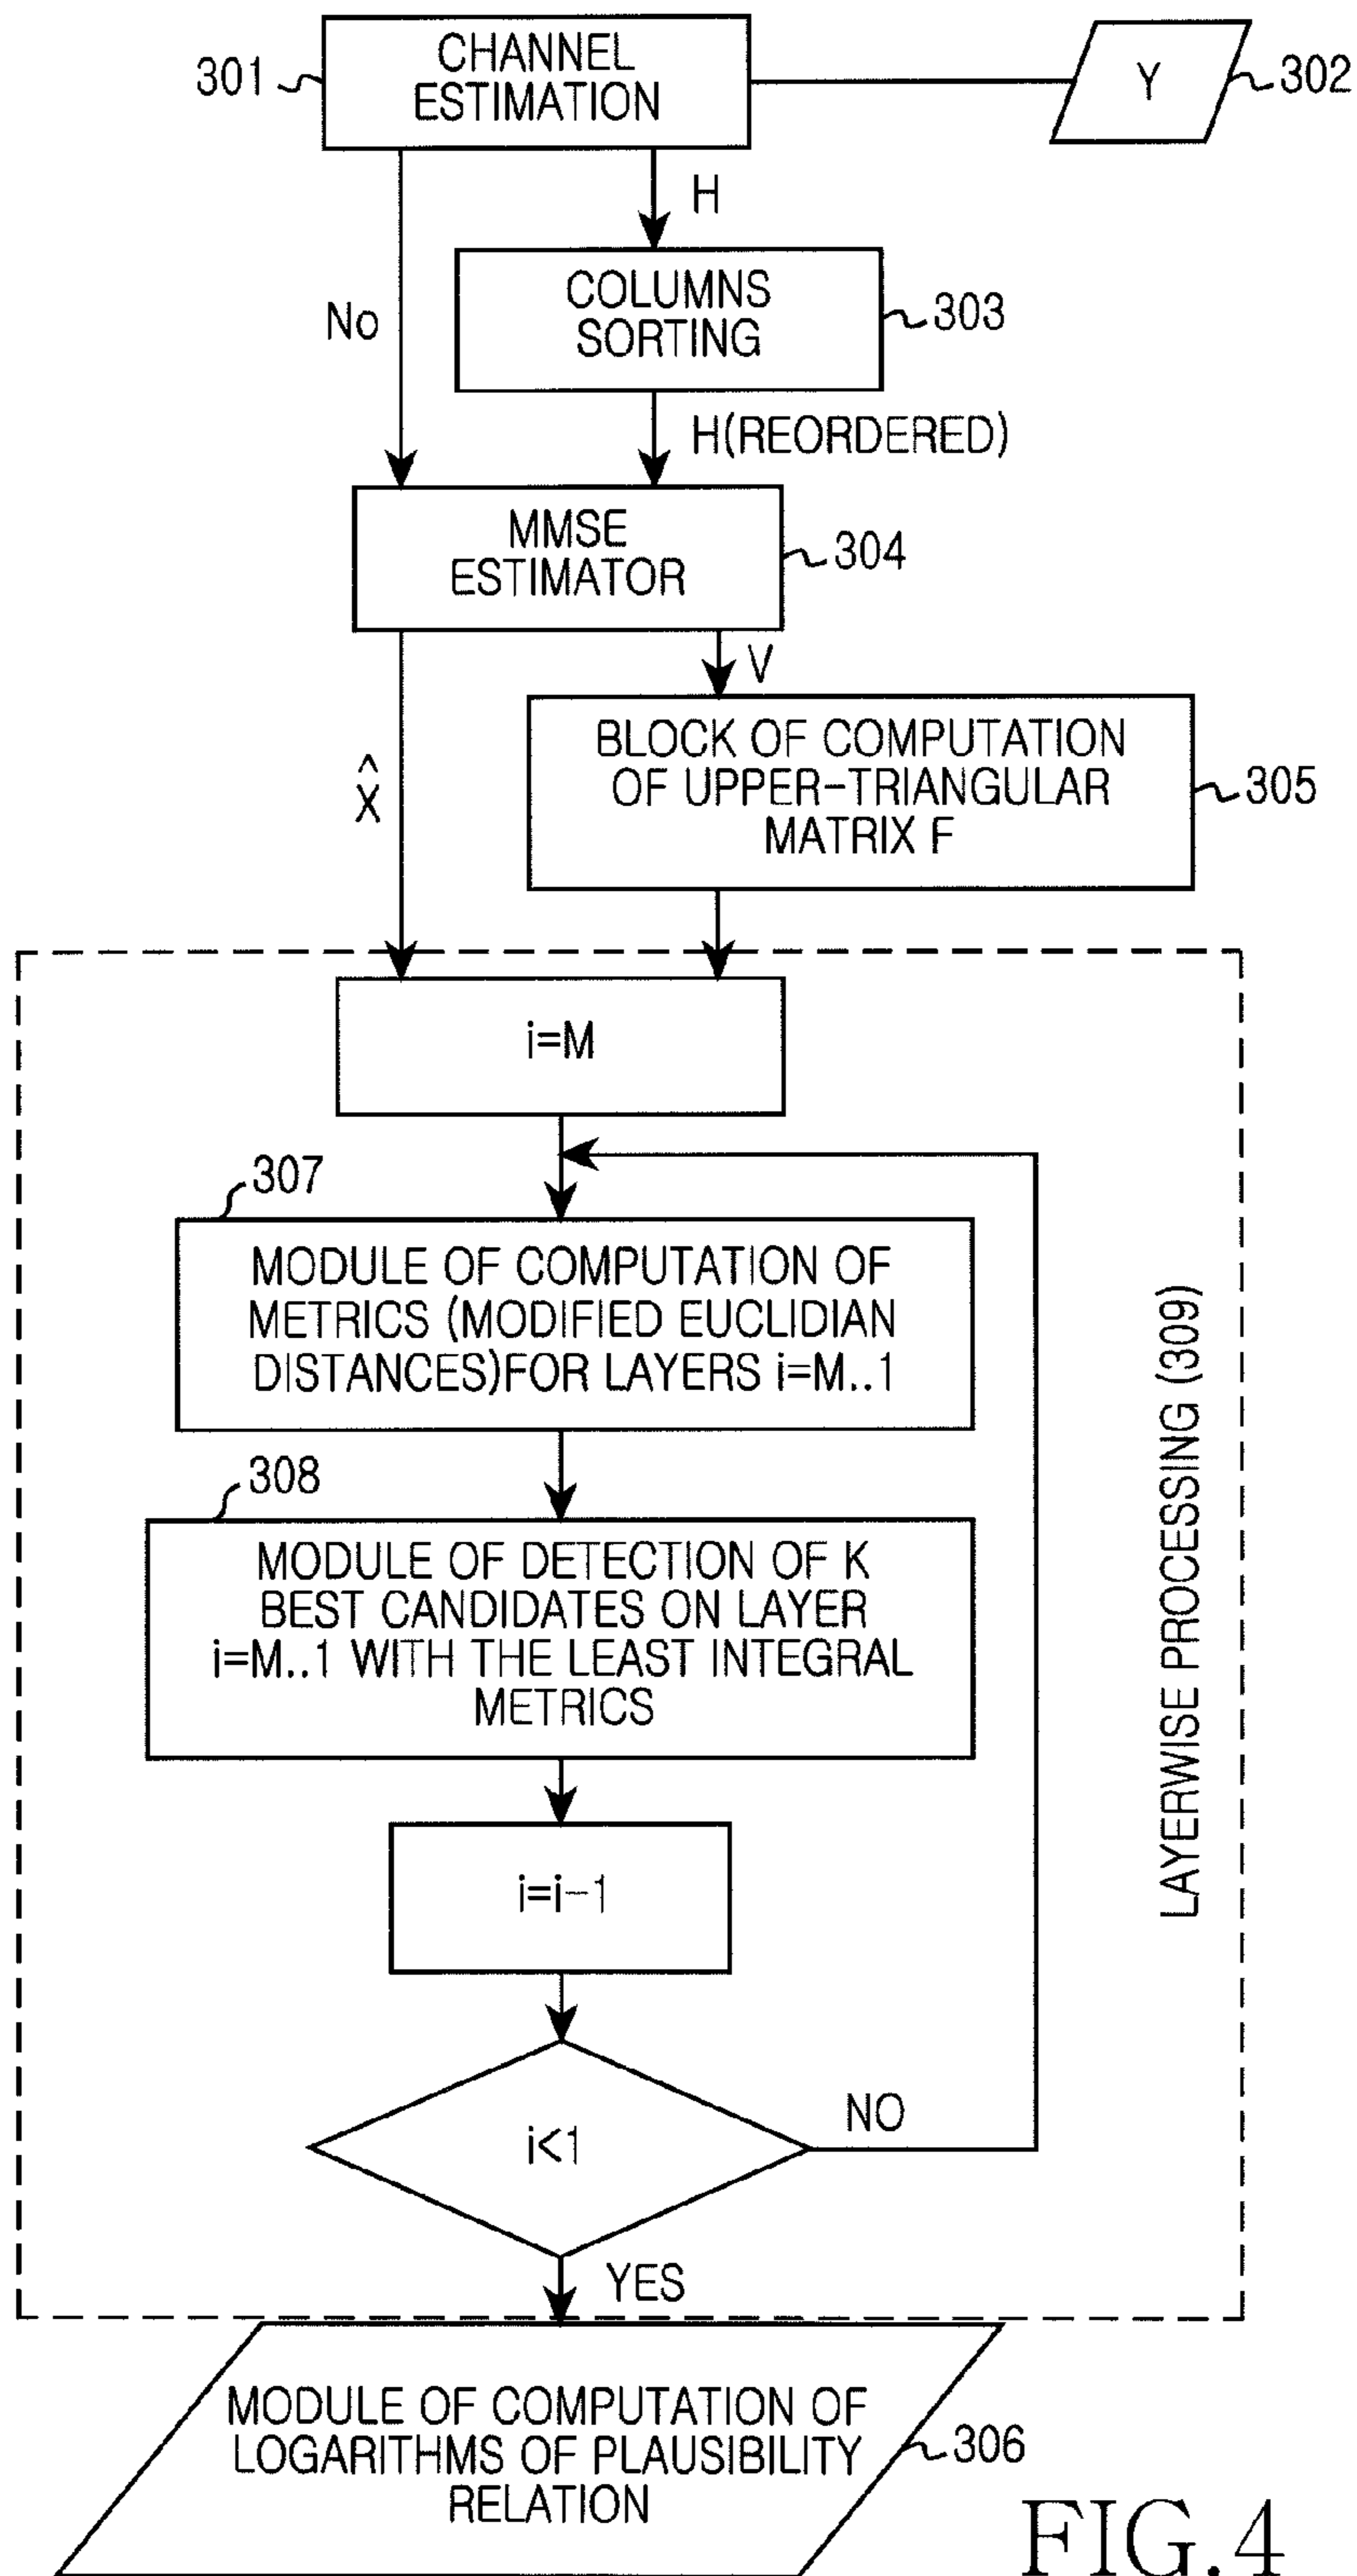 CHANNEL
ESTIMATION
301
Y
302
H
No
COLUMNS
SORTING
303
H(REORDERED)
MMSE
ESTIMATOR
304
V
^
X
BLOCK OF COMPUTATION
OF UPPER-TRIANGULAR
MATRIX F
305
i=M
307
MODULE OF COMPUTATION OF
METRICS (MODIFIED EUCLIDIAN
DISTANCES)FOR LAYERS i=M..1
308
MODULE OF DETECTION OF K
BEST CANDIDATES ON LAYER
i=M..1 WITH THE LEAST INTEGRAL
METRICS
i=i-1
i<1
NO
YES
LAYERWISE PROCESSING (309)
MODULE OF COMPUTATION OF
LOGARITHMS OF PLAUSIBILITY
RELATION
306
FIG.4